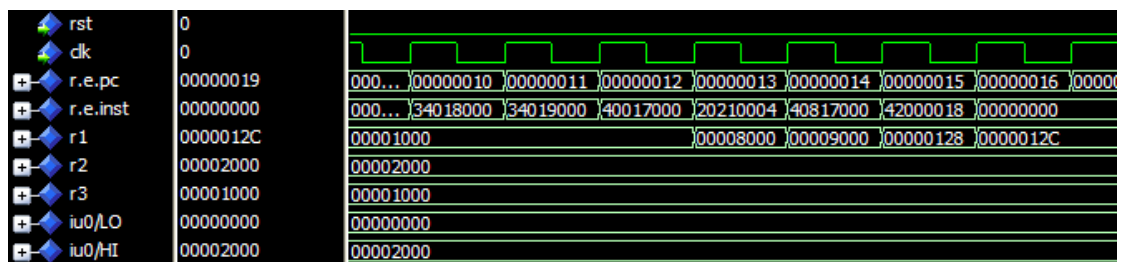 rst 0
clk 0
r.e.pc 00000019 000... 00000010 00000011 00000012 00000013 00000014 00000015 00000016 00000
r.e.inst 00000000 000... 34018000 34019000 40017000 20210004 40817000 42000018 00000000
r1 0000012C 00001000 00008000 00009000 00000128 0000012C
r2 00002000 00002000
r3 00001000 00001000
iu0/LO 00000000 00000000
iu0/HI 00002000 00002000